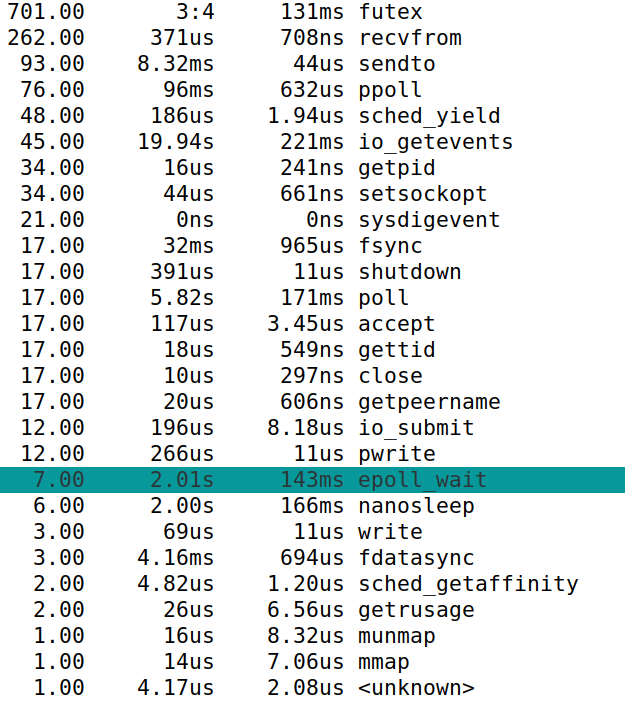 701.00 3:4 131ms futex
262.00 371us 708ns recvfrom
93.00 8.32ms 44us sendto
76.00 96ms 632us ppoll
48.00 186us 1.94us sched_yield
45.00 19.94s 221ms io_getevents
34.00 16us 241ns getpid
34.00 44us 661ns setsockopt
21.00 0ns 0ns sysdigevent
17.00 32ms 965us fsync
17.00 391us 11us shutdown
17.00 5.82s 171ms poll
17.00 117us 3.45us accept
17.00 18us 549ns gettid
17.00 10us 297ns close
17.00 20us 606ns getpeername
12.00 196us 8.18us io_submit
12.00 266us 11us pwrite
7.00 2.01s 143ms epoll_wait
6.00 2.00s 166ms nanosleep
3.00 69us 11us write
3.00 4.16ms 694us fdatasync
2.00 4.82us 1.20us sched_getaffinity
2.00 26us 6.56us getrusage
1.00 16us 8.32us munmap
1.00 14us 7.06us mmap
1.00 4.17us 2.08us <unknown>